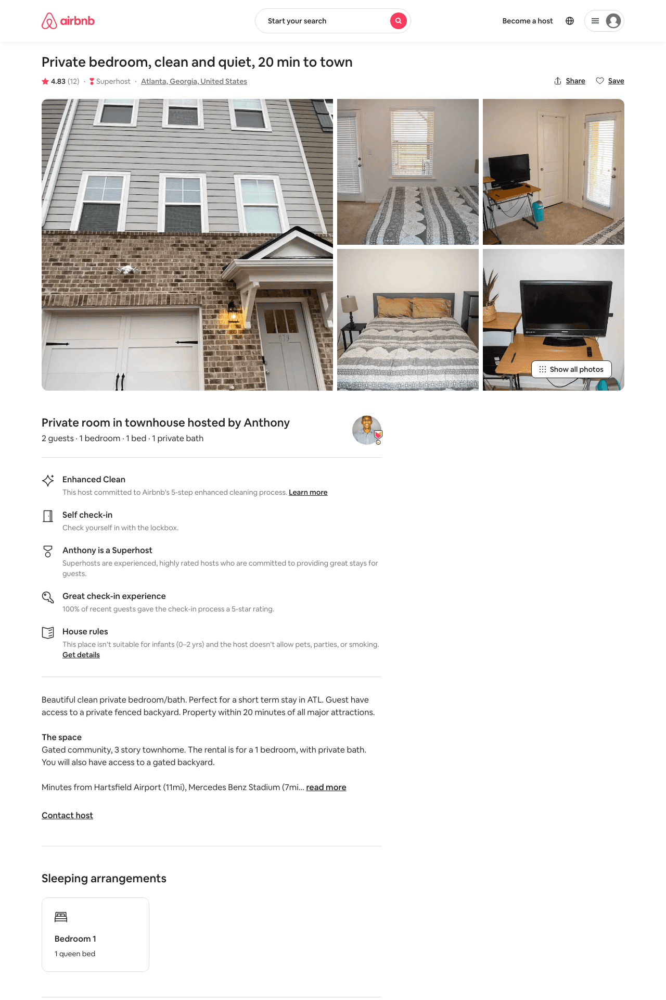 airbnb
Start your search
Become a host
Private bedroom, clean and quiet, 20 min to town
4.83 (12) · Superhost · Atlanta, Georgia, United States
Share
Save
879
Show all photos
Private room in townhouse hosted by Anthony
2 guests · 1 bedroom · 1 bed · 1 private bath
Enhanced Clean
This host committed to Airbnb's 5-step enhanced cleaning process. Learn more
Self check-in
Check yourself in with the lockbox.
Anthony is a Superhost
Superhosts are experienced, highly rated hosts who are committed to providing great stays for
guests.
Great check-in experience
100% of recent guests gave the check-in process a 5-star rating.
House rules
This place isn’t suitable for infants (0–2 yrs) and the host doesn’t allow pets, parties, or smoking.
Get details
Beautiful clean private bedroom/bath. Perfect for a short term stay in ATL. Guest have
access to a private fenced backyard. Property within 20 minutes of all major attractions.
The space
Gated community, 3 story townhome. The rental is for a 1 bedroom, with private bath.
You will also have access to a gated backyard.
Minutes from Hartsfield Airport (11mi), Mercedes Benz Stadium (7mi... read more
Contact host
Sleeping arrangements
Bedroom 1
1 queen bed